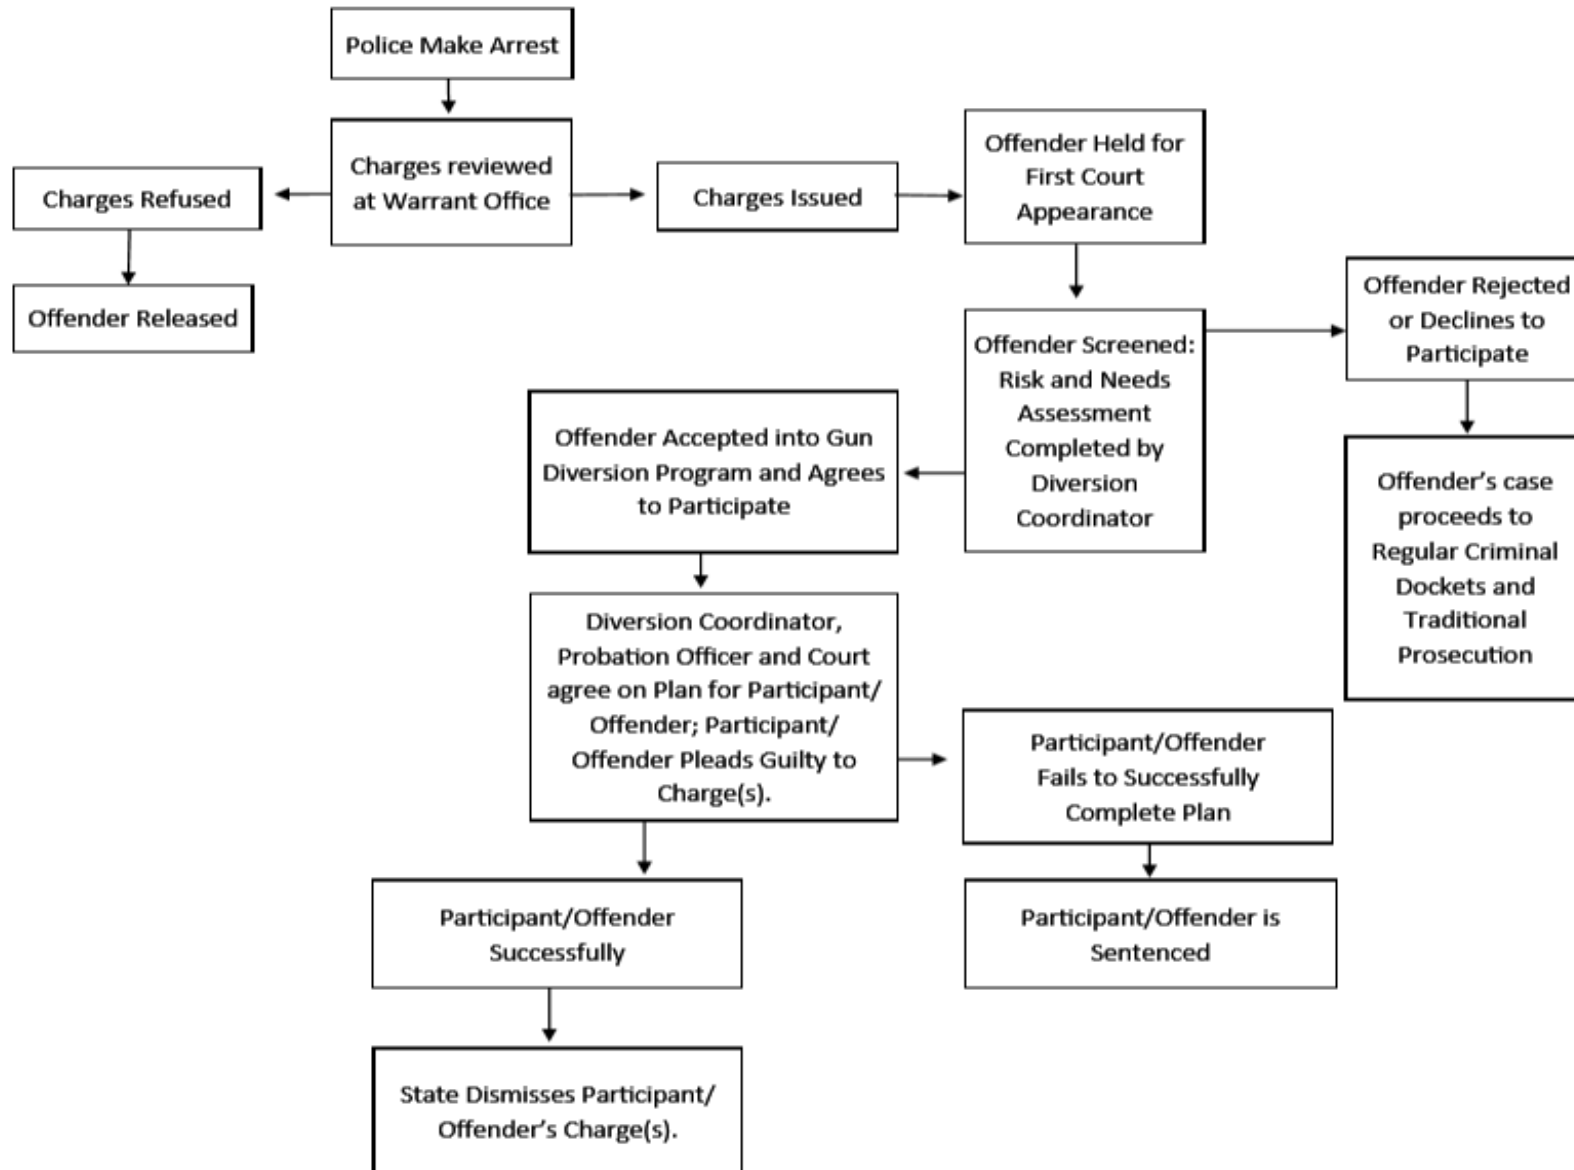 Police Make Arrest
Charges reviewed
at Warrant Office
Charges Refused
Offender Released
Charges Issued
Offender Held for
First Court
Appearance
Offender Screened:
Risk and Needs
Assessment
Completed by
Diversion
Coordinator
Offender Rejected
or Declines to
Participate
Offender’s case
proceeds to
Regular Criminal
Dockets and
Traditional
Prosecution
Offender Accepted into Gun
Diversion Program and Agrees
to Participate
Diversion Coordinator,
Probation Officer and Court
agree on Plan for Participant/
Offender; Participant/
Offender Pleads Guilty to
Charge(s).
Participant/Offender
Fails to Successfully
Complete Plan
Participant/Offender is
Sentenced
Participant/Offender
Successfully
State Dismisses Participant/
Offender’s Charge(s).